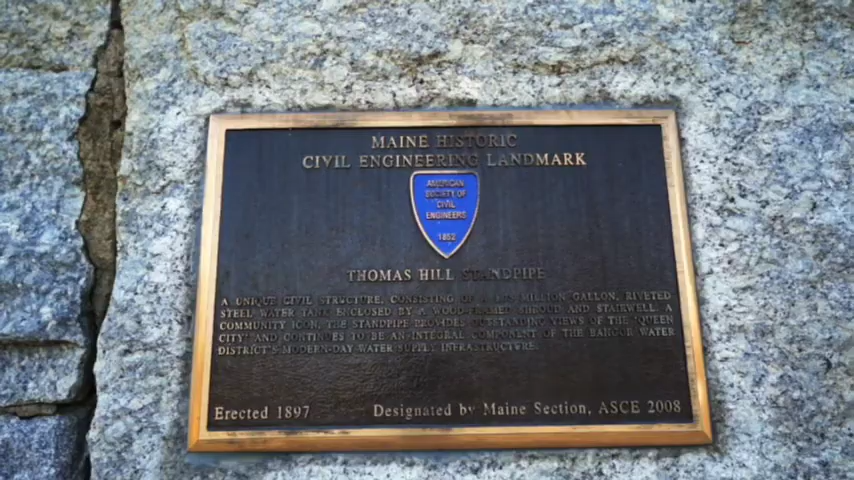 MAINE HISTORIC
CIVIL ENGINEERING LANDMARK
AMERICAN
SOCIETY OF
CIVIL
ENGINEERS
1852
THOMAS HILL STANDPIPE
A UNIQUE CIVIL STRUCTURE, CONSISTING OF A MILLION GALLON, RIVETED
STEEL WATER TANK ENCLOSED BY A WOOD-FRAMED SHROUD AND STAIRWELL. A
COMMUNITY ICON, THE STANDPIPE PROVIDES OUTSTANDING VIEWS OF THE 'QUEEN
CITY' AND CONTINUES TO BE AN INTEGRAL COMPONENT OF THE BANGOR WATER
DISTRICT'S MODERN-DAY WATER SUPPLY INFRASTRUCTURE.
Erected 1897
Designated by Maine Section, ASCE 2008